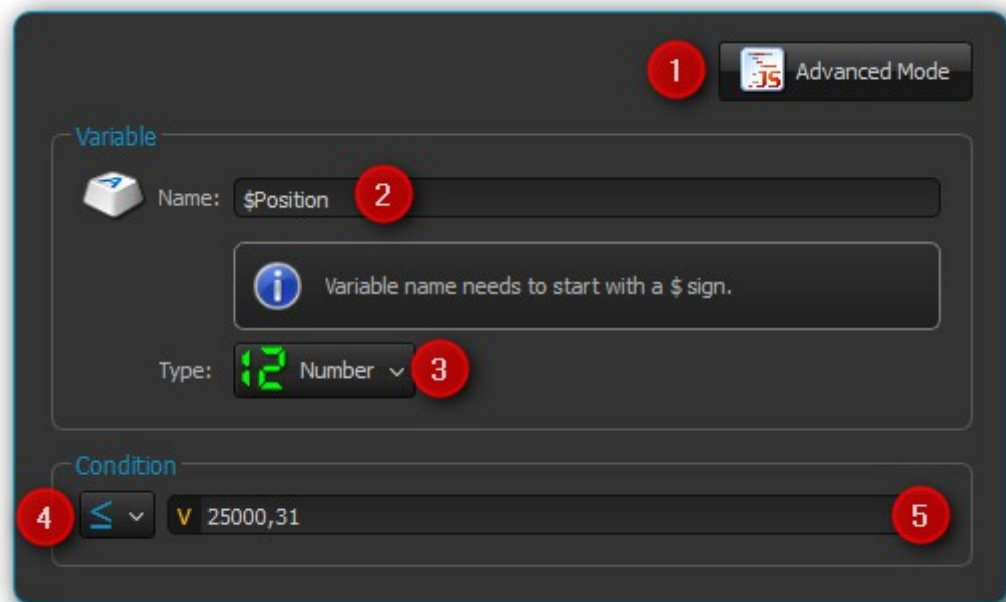 1 JS Advanced Mode
Variable
A Name: $Position 2
Variable name needs to start with a $ sign.
Type: 12 Number 3
Condition
4 ≤ V 25000,31 5